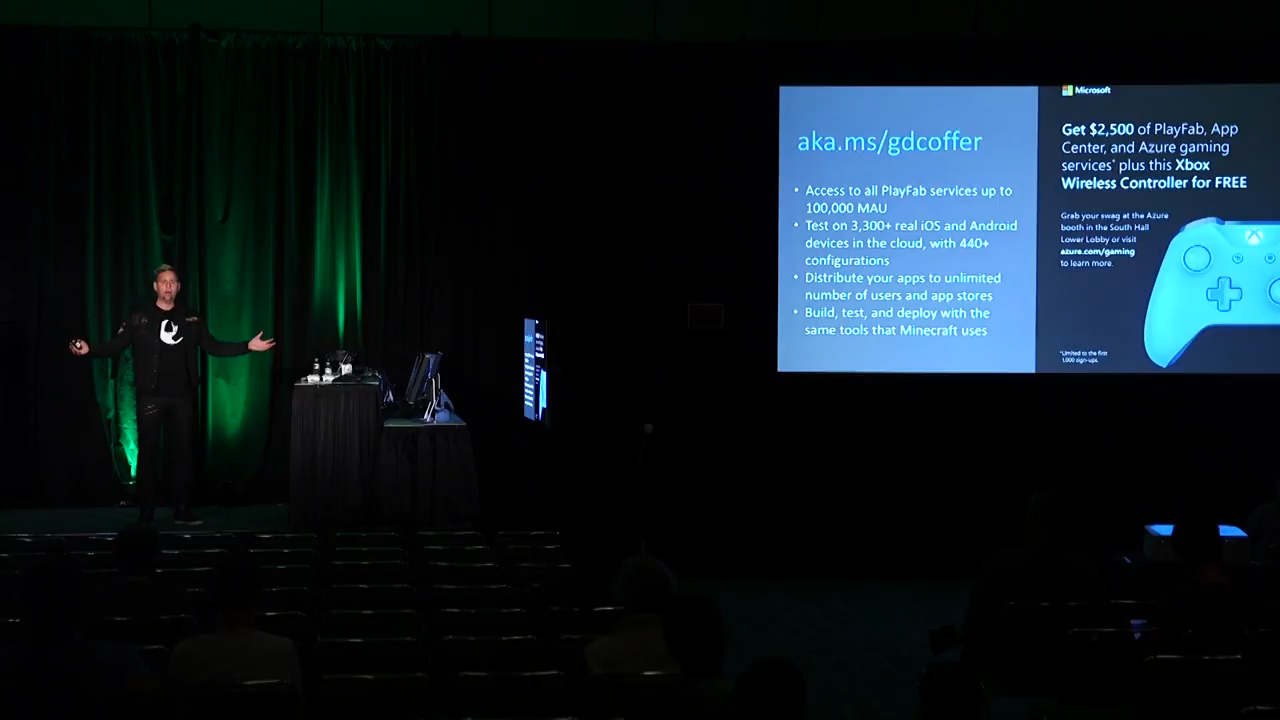 aka.ms/gdcoffer
• Access to all PlayFab services up to
100,000 MAU
• Test on 3,300+ real iOS and Android
devices in the cloud, with 440+
configurations
• Distribute your apps to unlimited
number of users and app stores
• Build, test, and deploy with the
same tools that Minecraft uses
Microsoft
Get $2,500 of PlayFab, App
Center, and Azure gaming
services* plus this Xbox
Wireless Controller for FREE
Grab your swag at the Azure
booth in the South Hall
Lower Lobby or visit
azure.com/gaming
to learn more.
*Limited to the first
1,000 sign-ups.